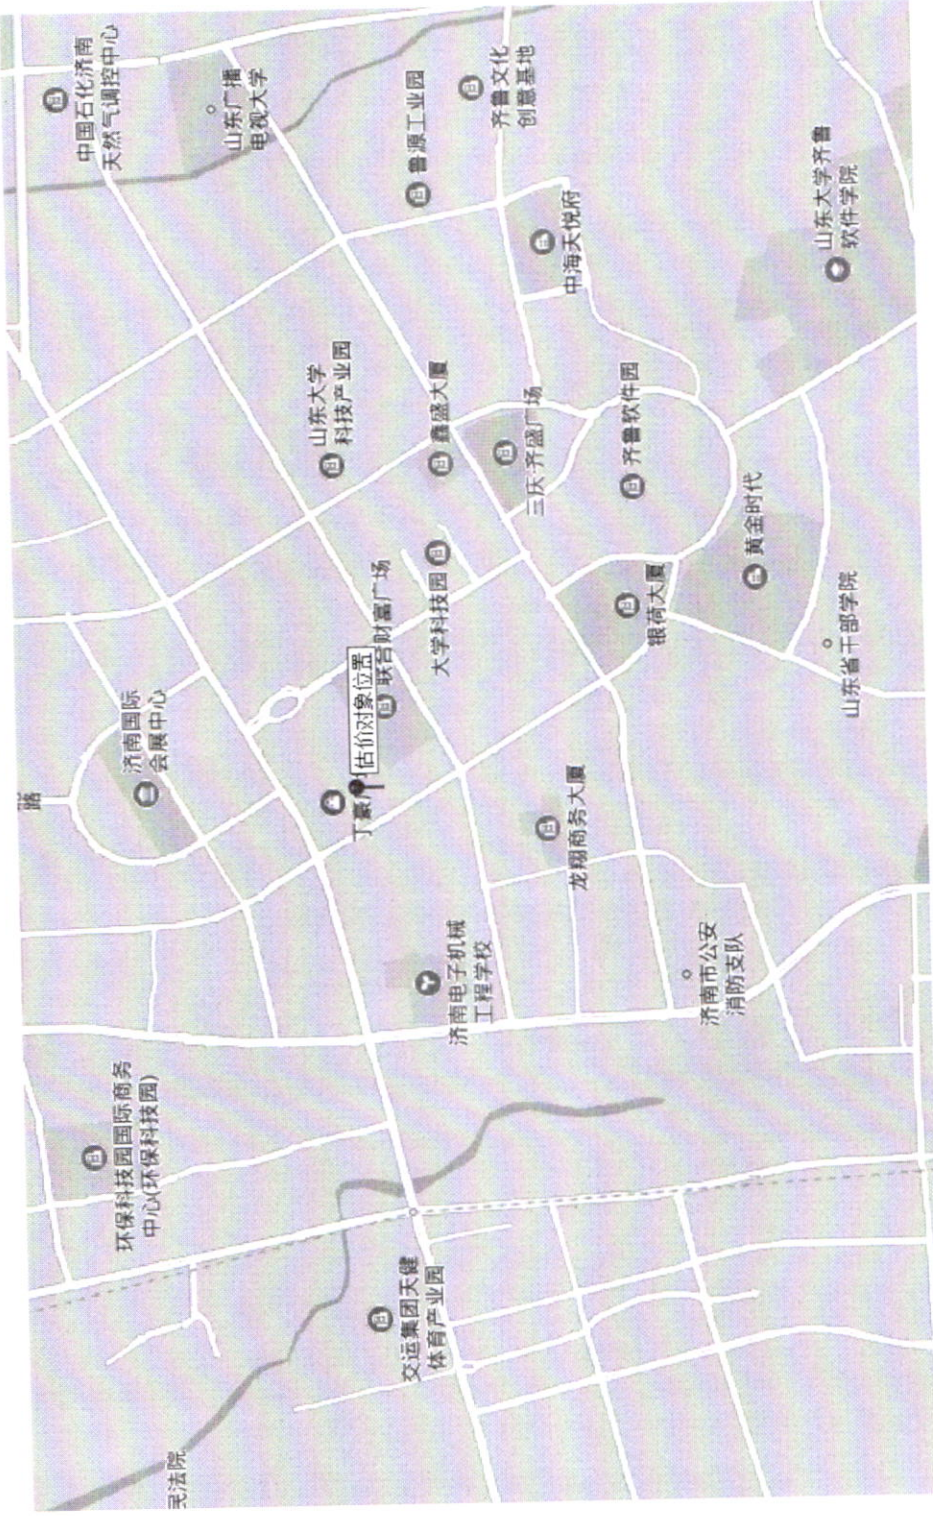 路
中国石化济南
天然气调控中心
环保科技园国际商务
中心(环保科技园)
济南国际
会展中心
民法院
山东广播
电视大学
山东大学
科技产业园
丁豪
估价对象位置
联合财富广场
交运集团天健
体育产业园
鲁源工业园
大学科技园
鑫盛大厦
济南电子机械
工程学校
齐鲁文化
创意基地
三庆·齐盛广场
龙翔商务大厦
中海天悦府
齐鲁软件园
银荷大厦
济南市公安
消防支队
黄金时代
山东大学齐鲁
软件学院
山东省干部学院